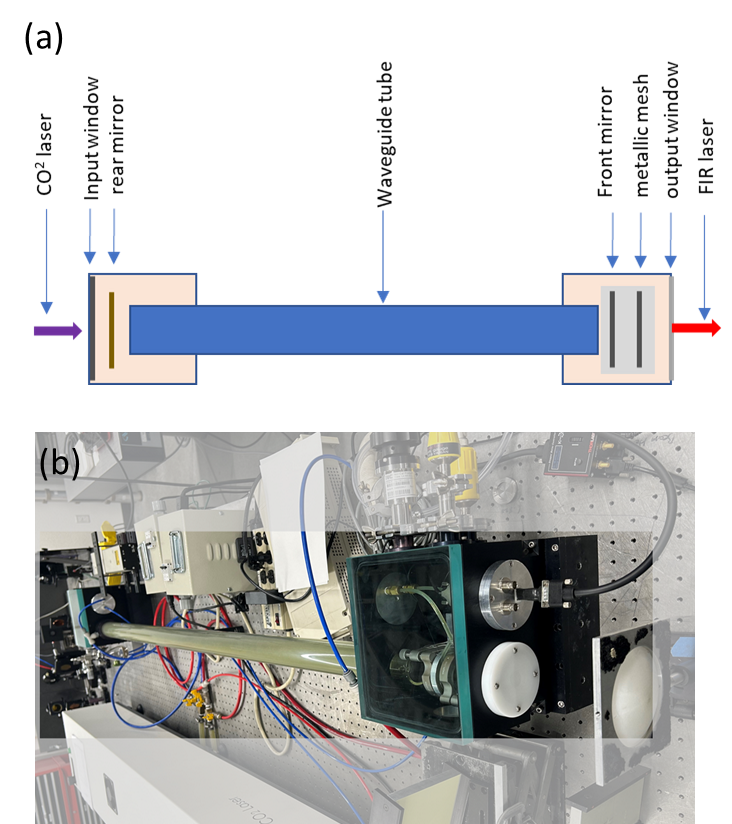 (a)
CO² laser
Input window
rear mirror
Waveguide tube
Front mirror
metallic mesh
output window
FIR laser
(b)
CO₂ Laser